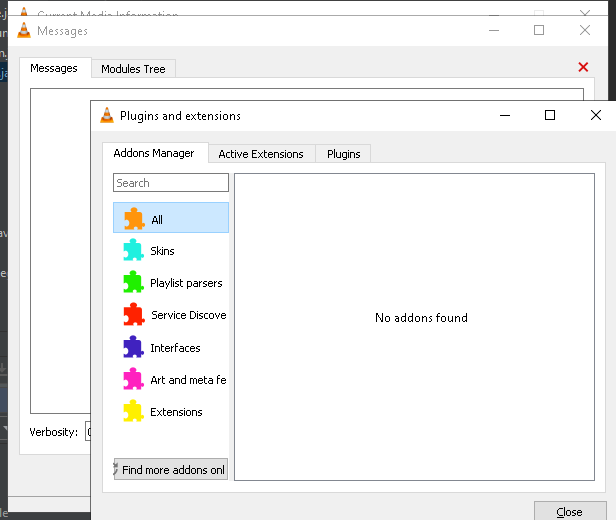 Current Media Information
Messages
Messages
Modules Tree
Plugins and extensions
Addons Manager
Active Extensions
Plugins
Search
All
Skins
Playlist parsers
Service Discove
Interfaces
Art and meta fe
Extensions
No addons found
Verbosity:
Find more addons onl
Close